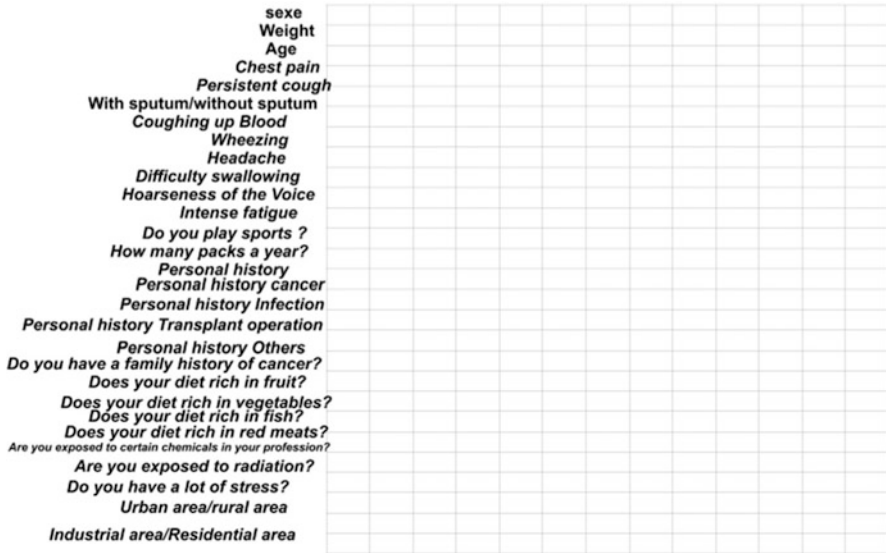 sexe
Weight
Age
Chest pain
Persistent cough
With sputum/without sputum
Coughing up Blood
Wheezing
Headache
Difficulty swallowing
Hoarseness of the Voice
Intense fatigue
Do you play sports ?
How many packs a year?
Personal history
Personal history cancer
Personal history Infection
Personal history Transplant operation
Personal history Others
Do you have a family history of cancer?
Does your diet rich in fruit?
Does your diet rich in vegetables?
Does your diet rich in fish?
Does your diet rich in red meats?
Are you exposed to certain chemicals in your profession?
Are you exposed to radiation?
Do you have a lot of stress?
Urban area/rural area
Industrial area/Residential area